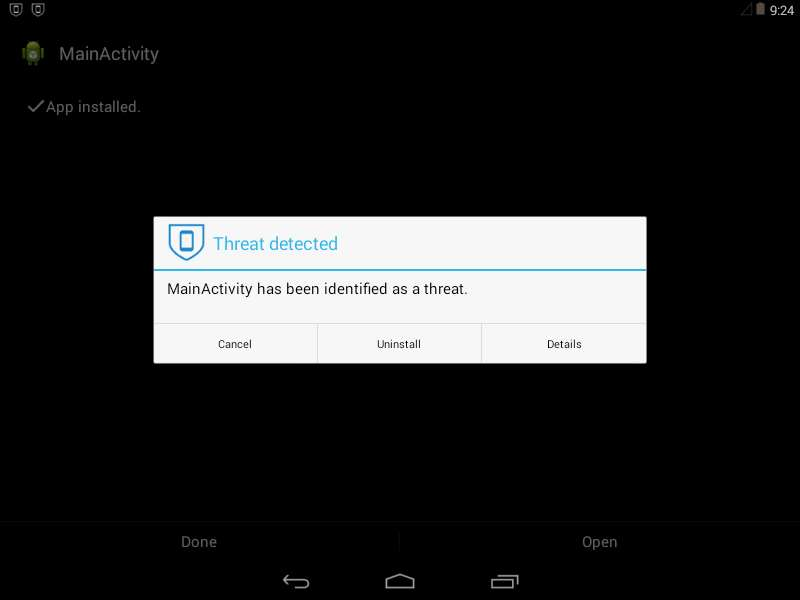 9:24
MainActivity
App installed.
Threat detected
MainActivity has been identified as a threat.
Cancel
Uninstall
Details
Done
Open